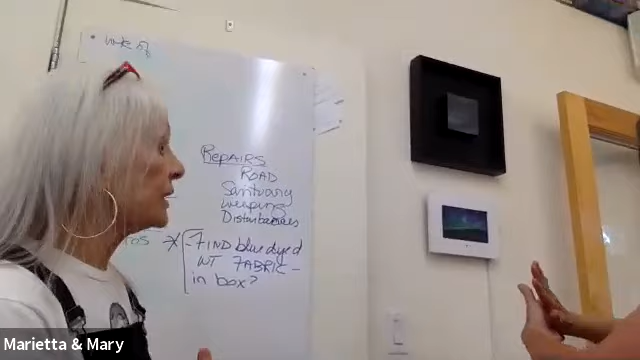 Repairs
ROAD
Sanctuary
weeping
Disturbances
FIND blue dyed
WT FABRIC -
in box?
Marietta & Mary